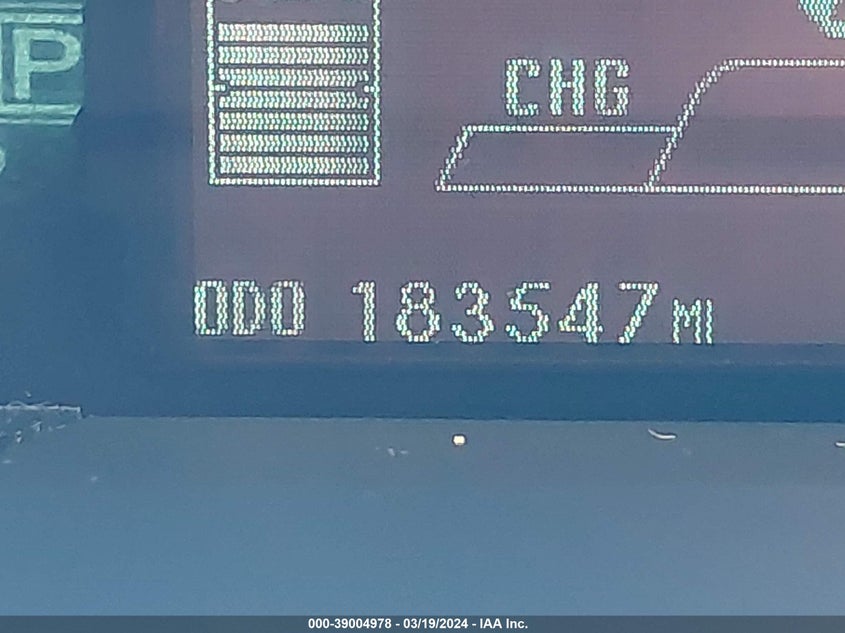 P
CHG
ODO 183547MI
000-39004978 - 03/19/2024 - IAA Inc.